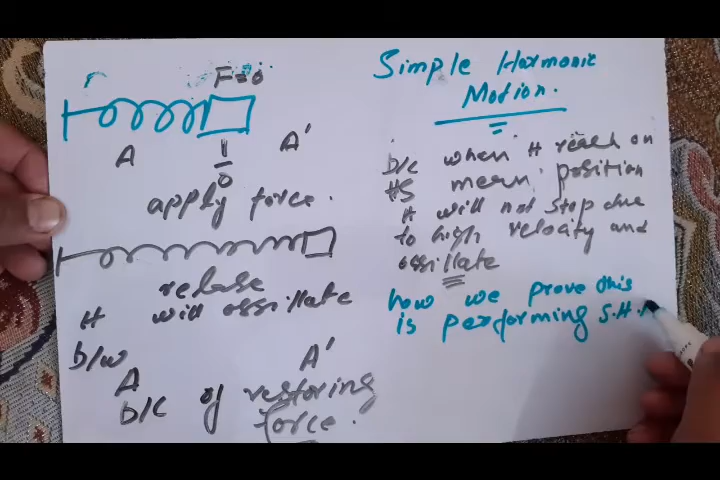 F=0
A A'
0
apply force.
release
it will ossillate
b/w
A A'
b/c of restoring
force.
Simple Harmonic
Motion.
b/c when it reach on
its mean position
it will not stop due
to high velocity and
ossillate
how we prove this
is performing S.H.